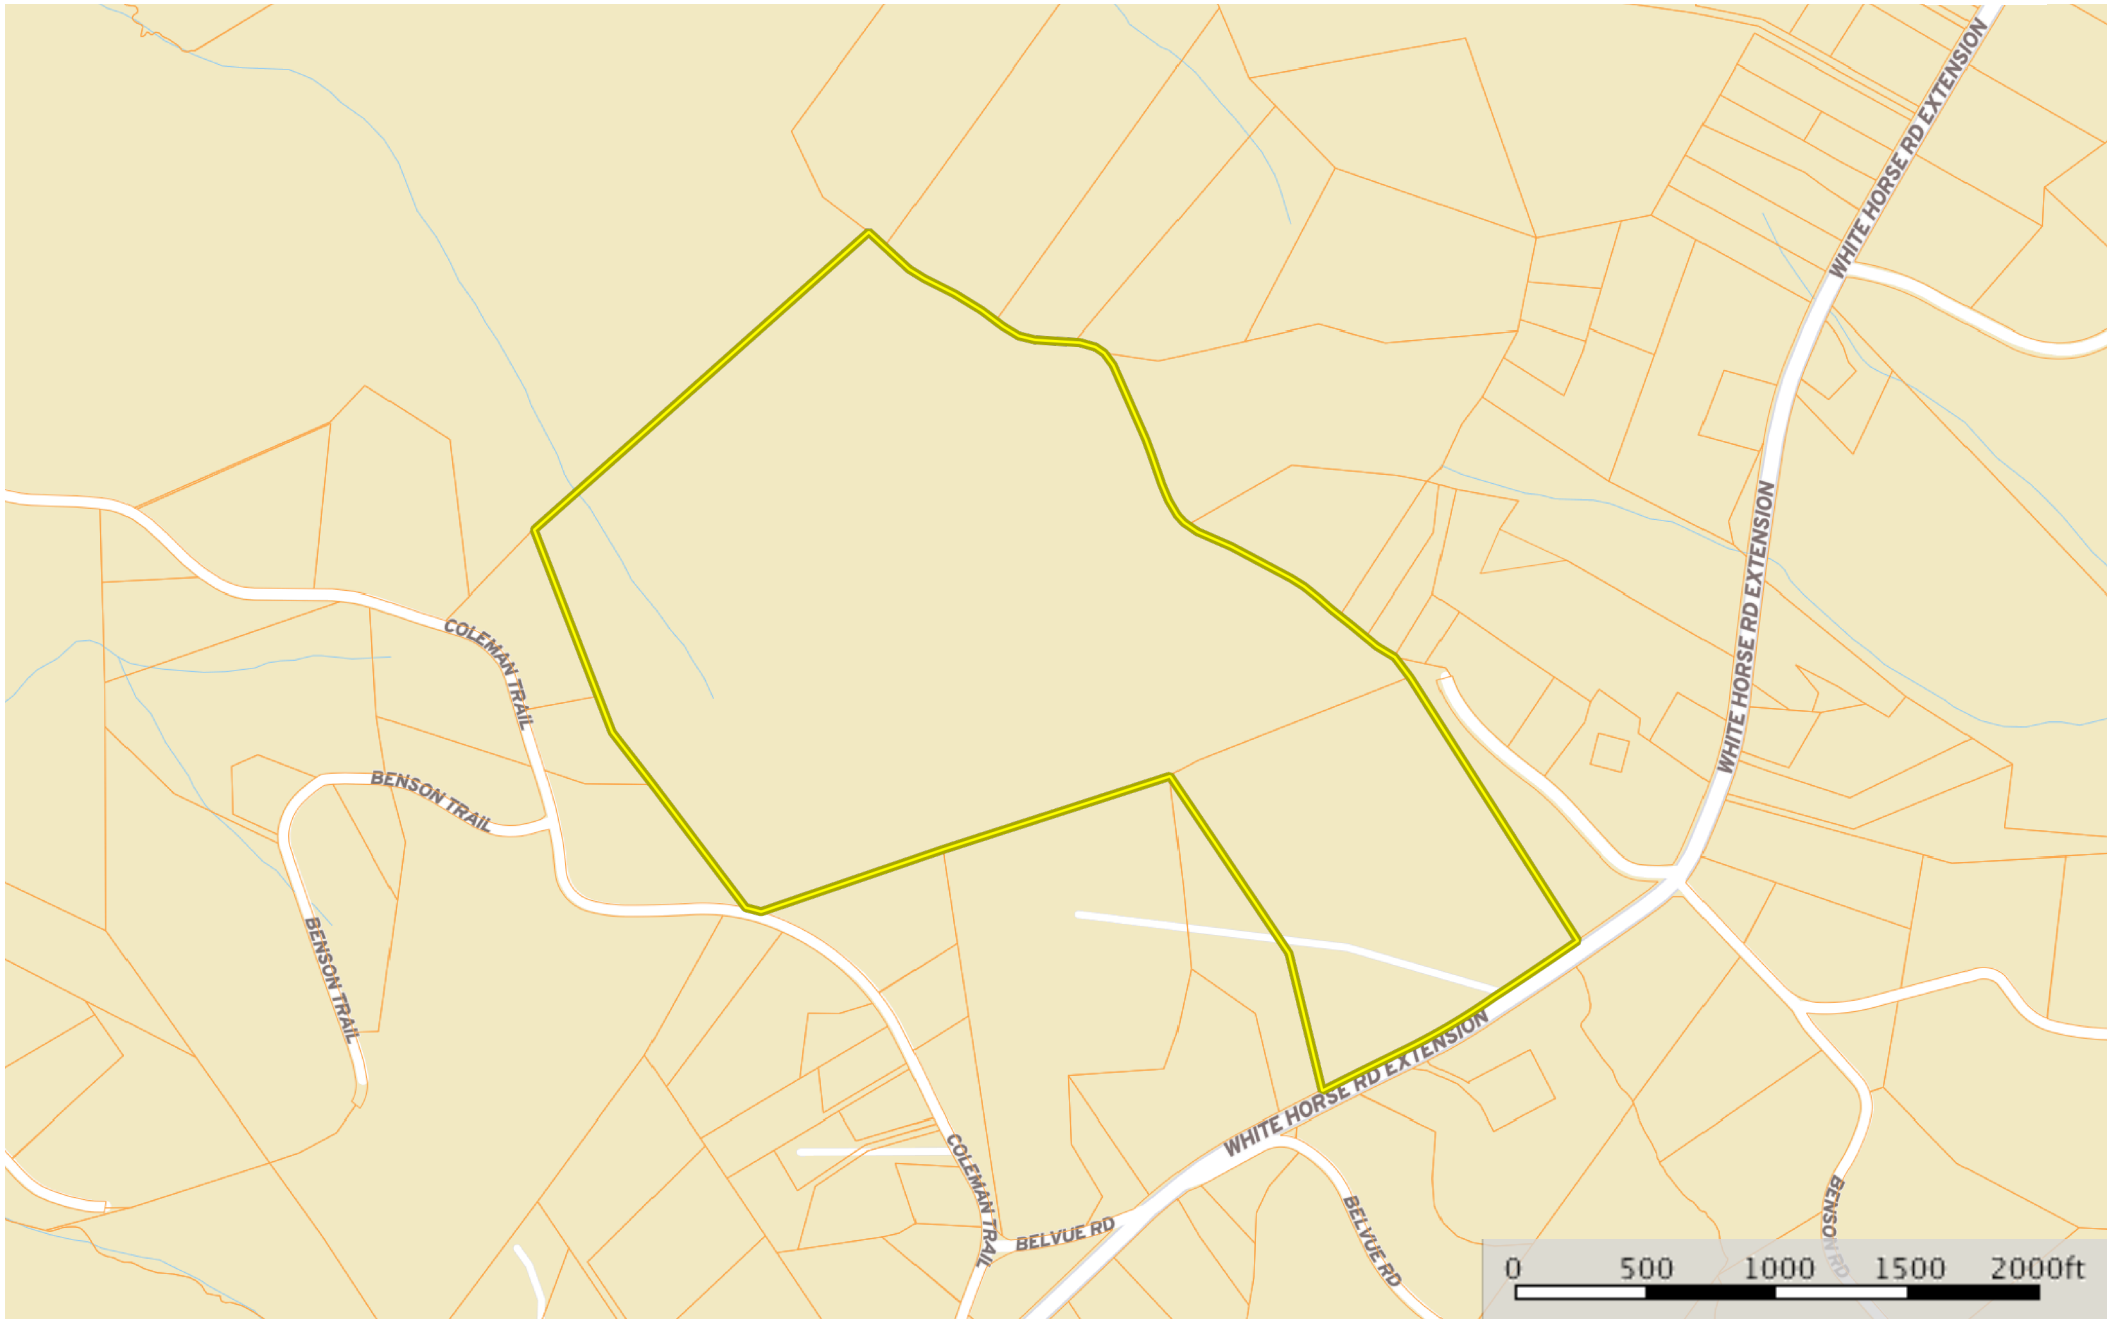 WHITE HORSE RD EXTENSION
WHITE HORSE RD EXTENSION
COLEMAN TRAIL
BENSON TRAIL
BENSON TRAIL
WHITE HORSE RD EXTENSION
COLEMAN TRAIL
BELVUE RD
BELVUE RD
BENSON RD
0 500 1000 1500 2000ft